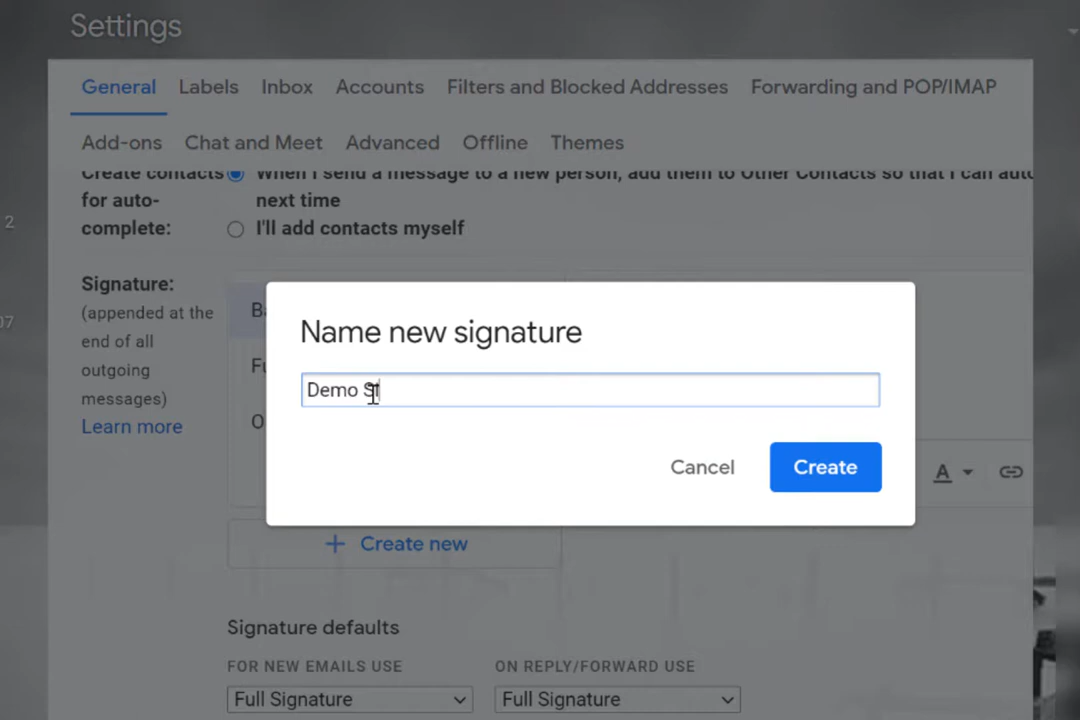 Settings
General Labels Inbox Accounts Filters and Blocked Addresses Forwarding and POP/IMAP
Add-ons Chat and Meet Advanced Offline Themes
Create contacts When I send a message to a new person, add them to Other Contacts so that I can
for auto- next time
complete: I'll add contacts myself
2
Signature:
(appended at the
end of all
outgoing
messages)
Learn more
07
Name new signature
Demo Si
Cancel Create
+ Create new
Signature defaults
FOR NEW EMAILS USE ON REPLY/FORWARD USE
Full Signature Full Signature